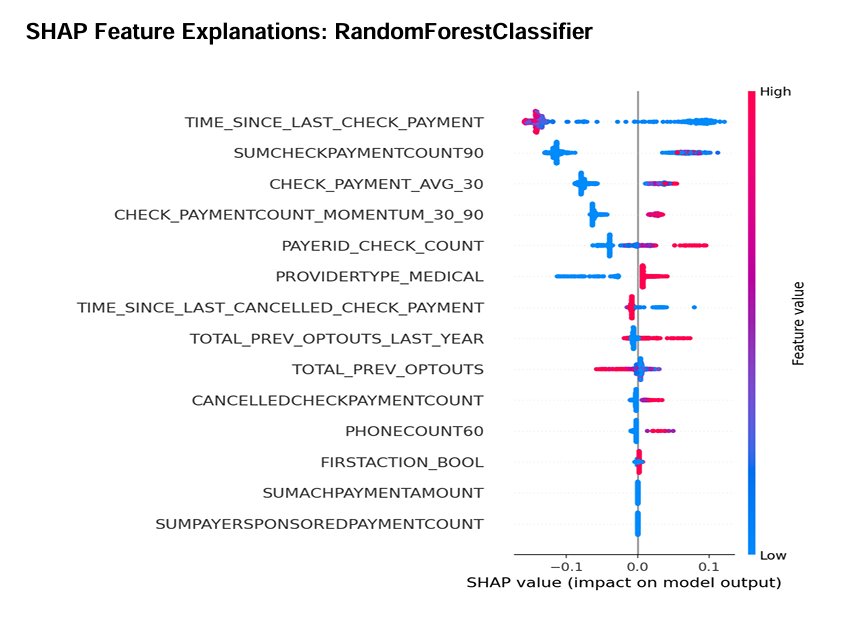 SHAP Feature Explanations: RandomForestClassifier
High
TIME_SINCE_LAST_CHECK_PAYMENT
SUMCHECKPAYMENTCOUNT90
CHECK_PAYMENT_AVG_30
CHECK_PAYMENTCOUNT_MOMENTUM_30_90
PAYERID_CHECK_COUNT
PROVIDERTYPE_MEDICAL
TIME_SINCE_LAST_CANCELLED_CHECK_PAYMENT
TOTAL_PREV_OPTOUTS_LAST_YEAR
TOTAL_PREV_OPTOUTS
CANCELLEDCHECKPAYMENTCOUNT
PHONECOUNT60
FIRSTACTION_BOOL
SUMACHPAYMENTAMOUNT
SUMPAYERSPONSOREDPAYMENTCOUNT
Feature value
Low
−0.1 0.0 0.1
SHAP value (impact on model output)